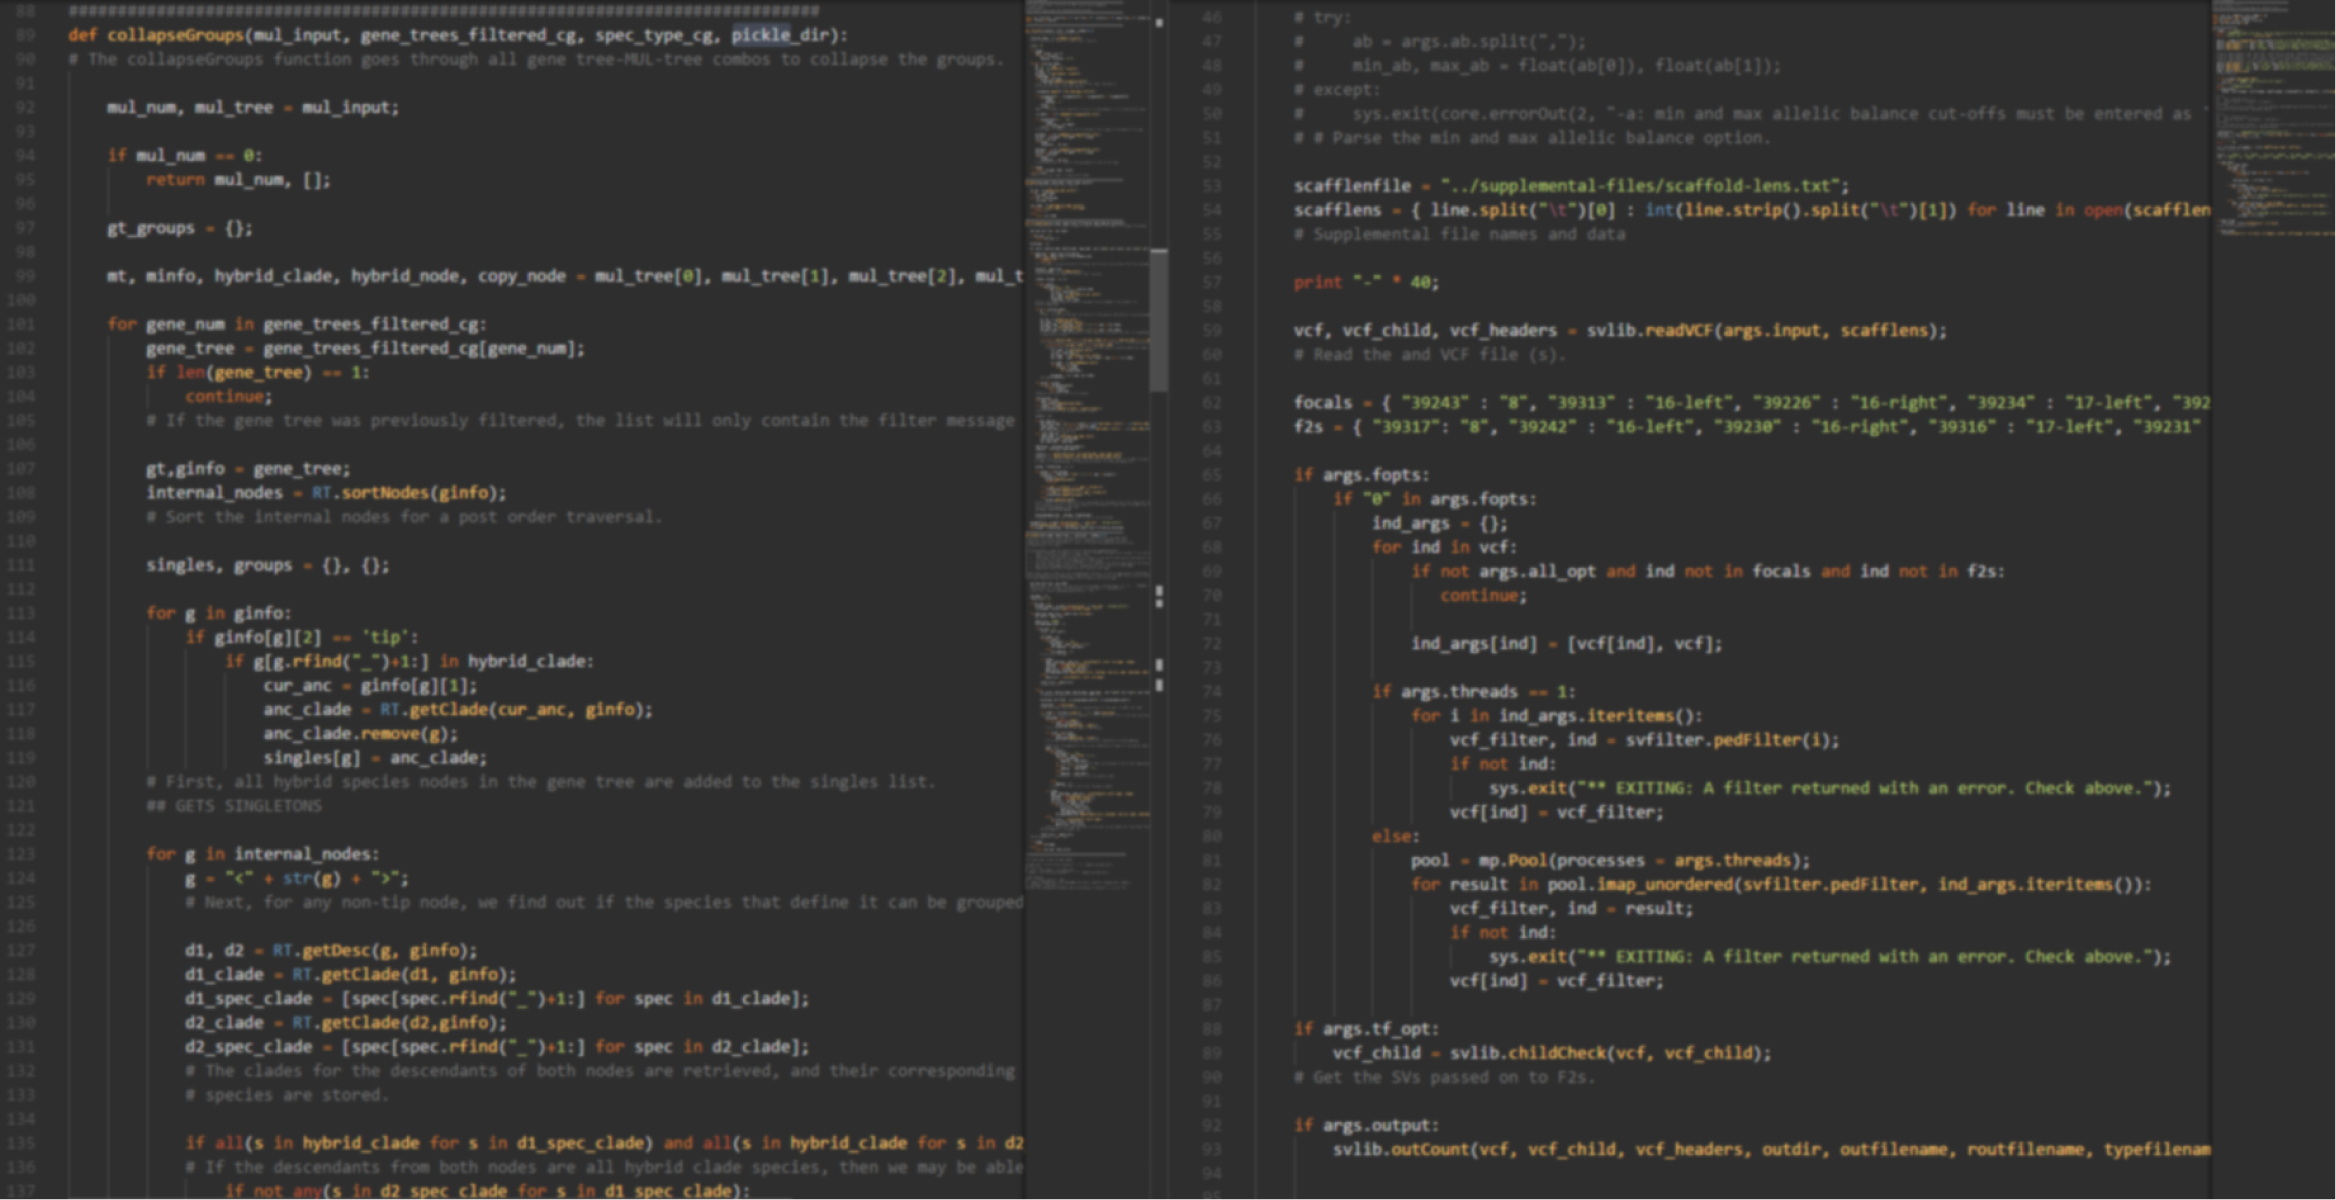 88 #############################################################################
89 def collapseGroups(mul_input, gene_trees_filtered_cg, spec_type_cg, pickle_dir):
90 # The collapseGroups function goes through all gene tree-MUL-tree combos to collapse the groups.
91
92 mul_num, mul_tree = mul_input;
93
94 if mul_num == 0:
95 return mul_num, [];
96
97 gt_groups = {};
98
99 mt, minfo, hybrid_clade, hybrid_node, copy_node = mul_tree[0], mul_tree[1], mul_tree[2], mul_t
100
101 for gene_num in gene_trees_filtered_cg:
102 gene_tree = gene_trees_filtered_cg[gene_num];
103 if len(gene_tree) == 1:
104 continue;
105 # If the gene tree was previously filtered, the list will only contain the filter message
106
107 gt,ginfo = gene_tree;
108 internal_nodes = RT.sortNodes(ginfo);
109 # Sort the internal nodes for a post order traversal.
110
111 singles, groups = {}, {};
112
113 for g in ginfo:
114 if ginfo[g][2] == 'tip':
115 if g[g.rfind("_")+1:] in hybrid_clade:
116 cur_anc = ginfo[g][1];
117 anc_clade = RT.getClade(cur_anc, ginfo);
118 anc_clade.remove(g);
119 singles[g] = anc_clade;
120 # First, all hybrid species nodes in the gene tree are added to the singles list.
121 ## GETS SINGLETONS
122
123 for g in internal_nodes:
124 g = "<" + str(g) + ">";
125 # Next, for any non-tip node, we find out if the species that define it can be grouped
126
127 d1, d2 = RT.getDesc(g, ginfo);
128 d1_clade = RT.getClade(d1, ginfo);
129 d1_spec_clade = [spec[spec.rfind("_")+1:] for spec in d1_clade];
130 d2_clade = RT.getClade(d2,ginfo);
131 d2_spec_clade = [spec[spec.rfind("_")+1:] for spec in d2_clade];
132 # The clades for the descendants of both nodes are retrieved, and their corresponding
133 # species are stored.
134
135 if all(s in hybrid_clade for s in d1_spec_clade) and all(s in hybrid_clade for s in d2
136 # If the descendants from both nodes are all hybrid clade species, then we may be able
137 if not any(s in d2_spec_clade for s in d1_spec_clade):
46 # try:
47 # ab = args.ab.split(",");
48 # min_ab, max_ab = float(ab[0]), float(ab[1]);
49 # except:
50 # sys.exit(core.errorOut(2, "-a: min and max allelic balance cut-offs must be entered as
51 # # Parse the min and max allelic balance option.
52
53 scafflenfile = "../supplemental-files/scaffold-lens.txt";
54 scafflens = { line.split("\t")[0] : int(line.strip().split("\t")[1]) for line in open(scafflen
55 # Supplemental file names and data
56
57 print "-" * 40;
58
59 vcf, vcf_child, vcf_headers = svlib.readVCF(args.input, scafflens);
60 # Read the and VCF file (s).
61
62 focals = { "39243" : "8", "39313" : "16-left", "39226" : "16-right", "39234" : "17-left", "392
63 f2s = { "39317": "8", "39242" : "16-left", "39230" : "16-right", "39316" : "17-left", "39231"
64
65 if args.fopts:
66 if "0" in args.fopts:
67 ind_args = {};
68 for ind in vcf:
69 if not args.all_opt and ind not in focals and ind not in f2s:
70 continue;
71
72 ind_args[ind] = [vcf[ind], vcf];
73
74 if args.threads == 1:
75 for i in ind_args.iteritems():
76 vcf_filter, ind = svfilter.pedFilter(i);
77 if not ind:
78 sys.exit("** EXITING: A filter returned with an error. Check above.");
79 vcf[ind] = vcf_filter;
80 else:
81 pool = mp.Pool(processes = args.threads);
82 for result in pool.imap_unordered(svfilter.pedFilter, ind_args.iteritems()):
83 vcf_filter, ind = result;
84 if not ind:
85 sys.exit("** EXITING: A filter returned with an error. Check above.");
86 vcf[ind] = vcf_filter;
87
88 if args.tf_opt:
89 vcf_child = svlib.childCheck(vcf, vcf_child);
90 # Get the SVs passed on to F2s.
91
92 if args.output:
93 svlib.outCount(vcf, vcf_child, vcf_headers, outdir, outfilename, routfilename, typefilenam
94